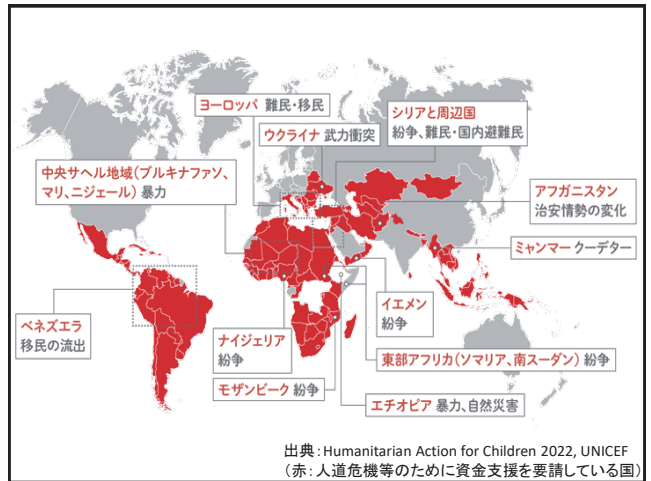 ヨーロッパ 難民・移民
シリアと周辺国
紛争、難民・国内避難民
ウクライナ 武力衝突
中央サヘル地域(ブルキナファソ、
マリ、ニジェール) 暴力
アフガニスタン
治安情勢の変化
ミャンマー クーデター
ベネズエラ
移民の流出
ナイジェリア
紛争
イエメン
紛争
東部アフリカ(ソマリア、南スーダン) 紛争
モザンビーク 紛争
エチオピア 暴力、自然災害
出典:Humanitarian Action for Children 2022, UNICEF
(赤:人道危機等のために資金支援を要請している国)